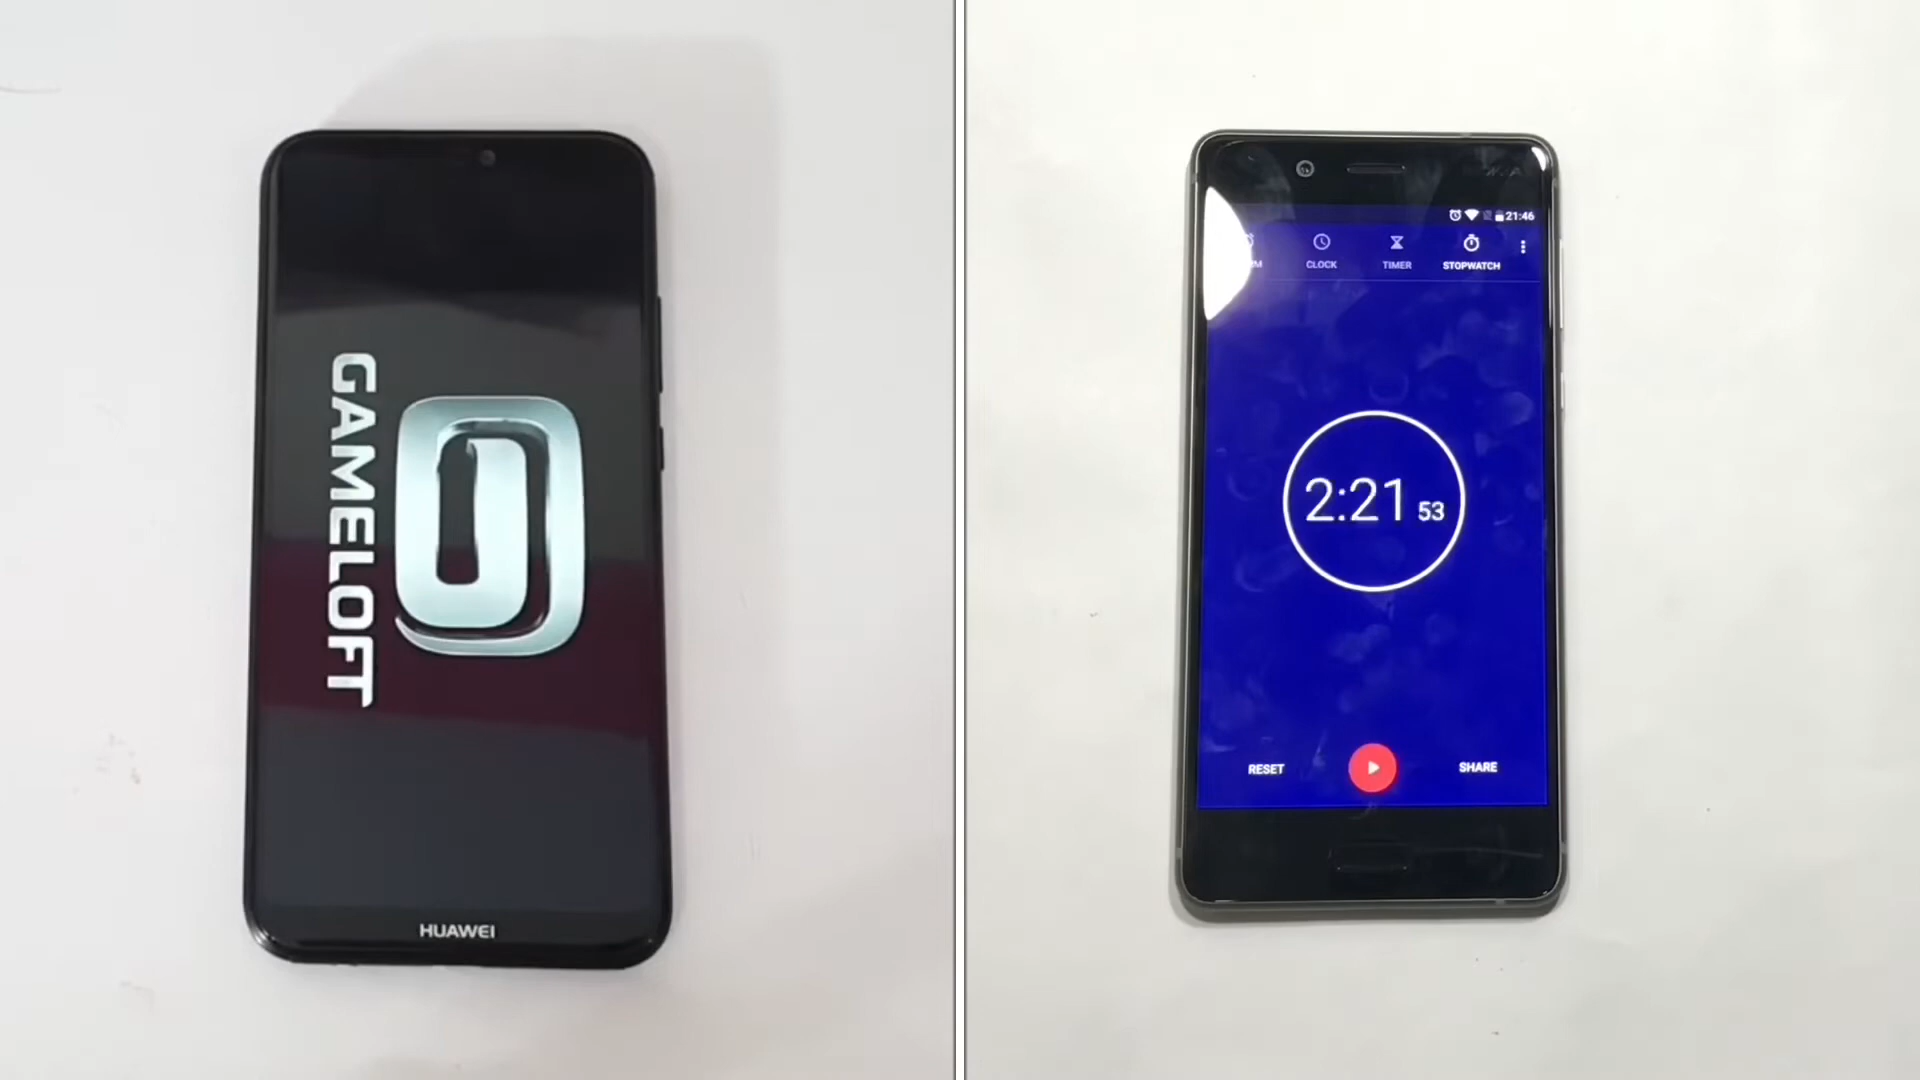 GAMELOFT
HUAWEI
21:46
CLOCK
TIMER
STOPWATCH
2:21 53
RESET
SHARE